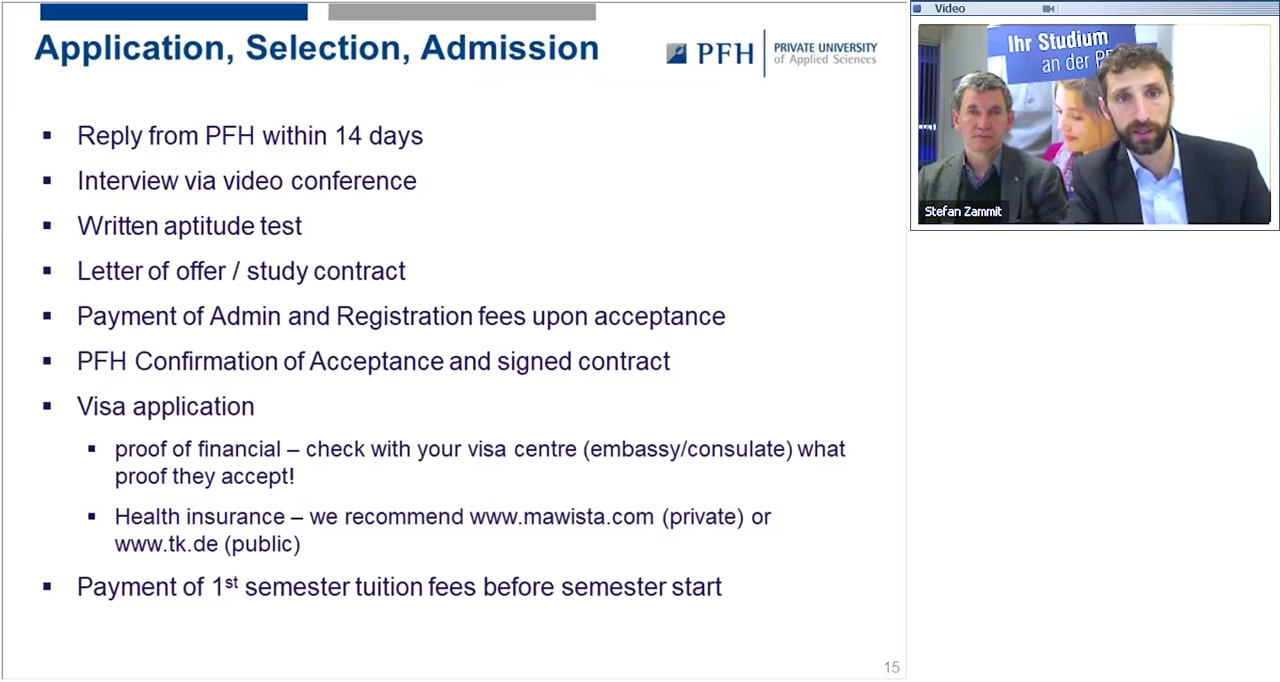 Application, Selection, Admission
PFH
PRIVATE UNIVERSITY
of Applied Sciences
Reply from PFH within 14 days
Interview via video conference
Written aptitude test
Letter of offer / study contract
Payment of Admin and Registration fees upon acceptance
PFH Confirmation of Acceptance and signed contract
Visa application
proof of financial – check with your visa centre (embassy/consulate) what
proof they accept!
Health insurance – we recommend www.mawista.com (private) or
www.tk.de (public)
Payment of 1st semester tuition fees before semester start
15
Video
Ihr Studium
an der
Stefan Zammit